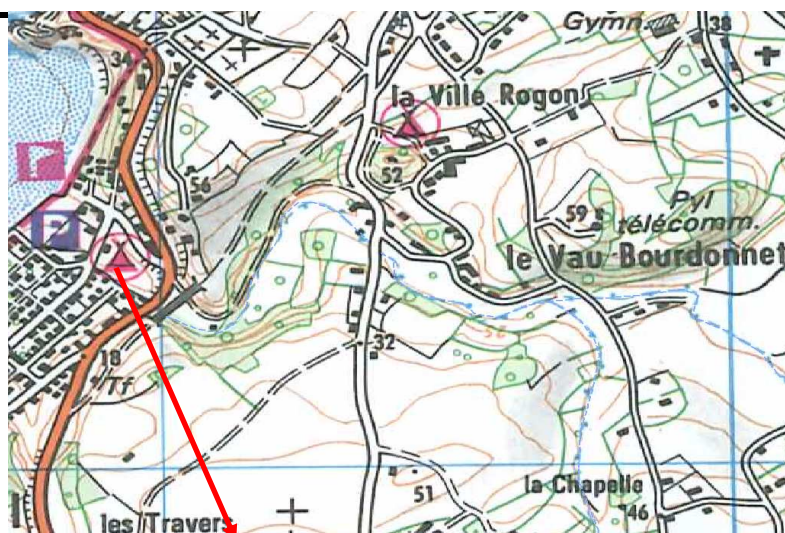 Gymn.
38
34
la Ville Rogon
56
52
59
Pyl
télécomm.
le Vau Bourdonnet
18
Tf
32
51
la Chapelle
46
les Travers